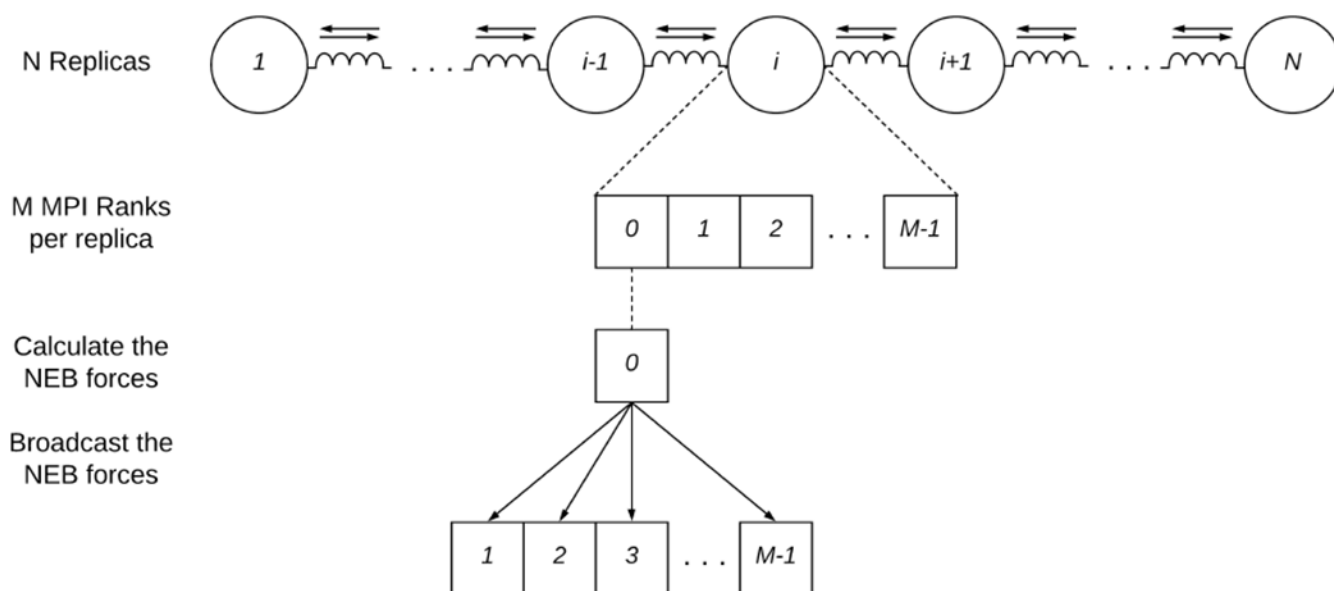 N Replicas
1
. . .
i-1
i
i+1
. . .
N
M MPI Ranks
per replica
0
1
2
. . .
M-1
Calculate the
NEB forces
0
Broadcast the
NEB forces
1
2
3
. . .
M-1